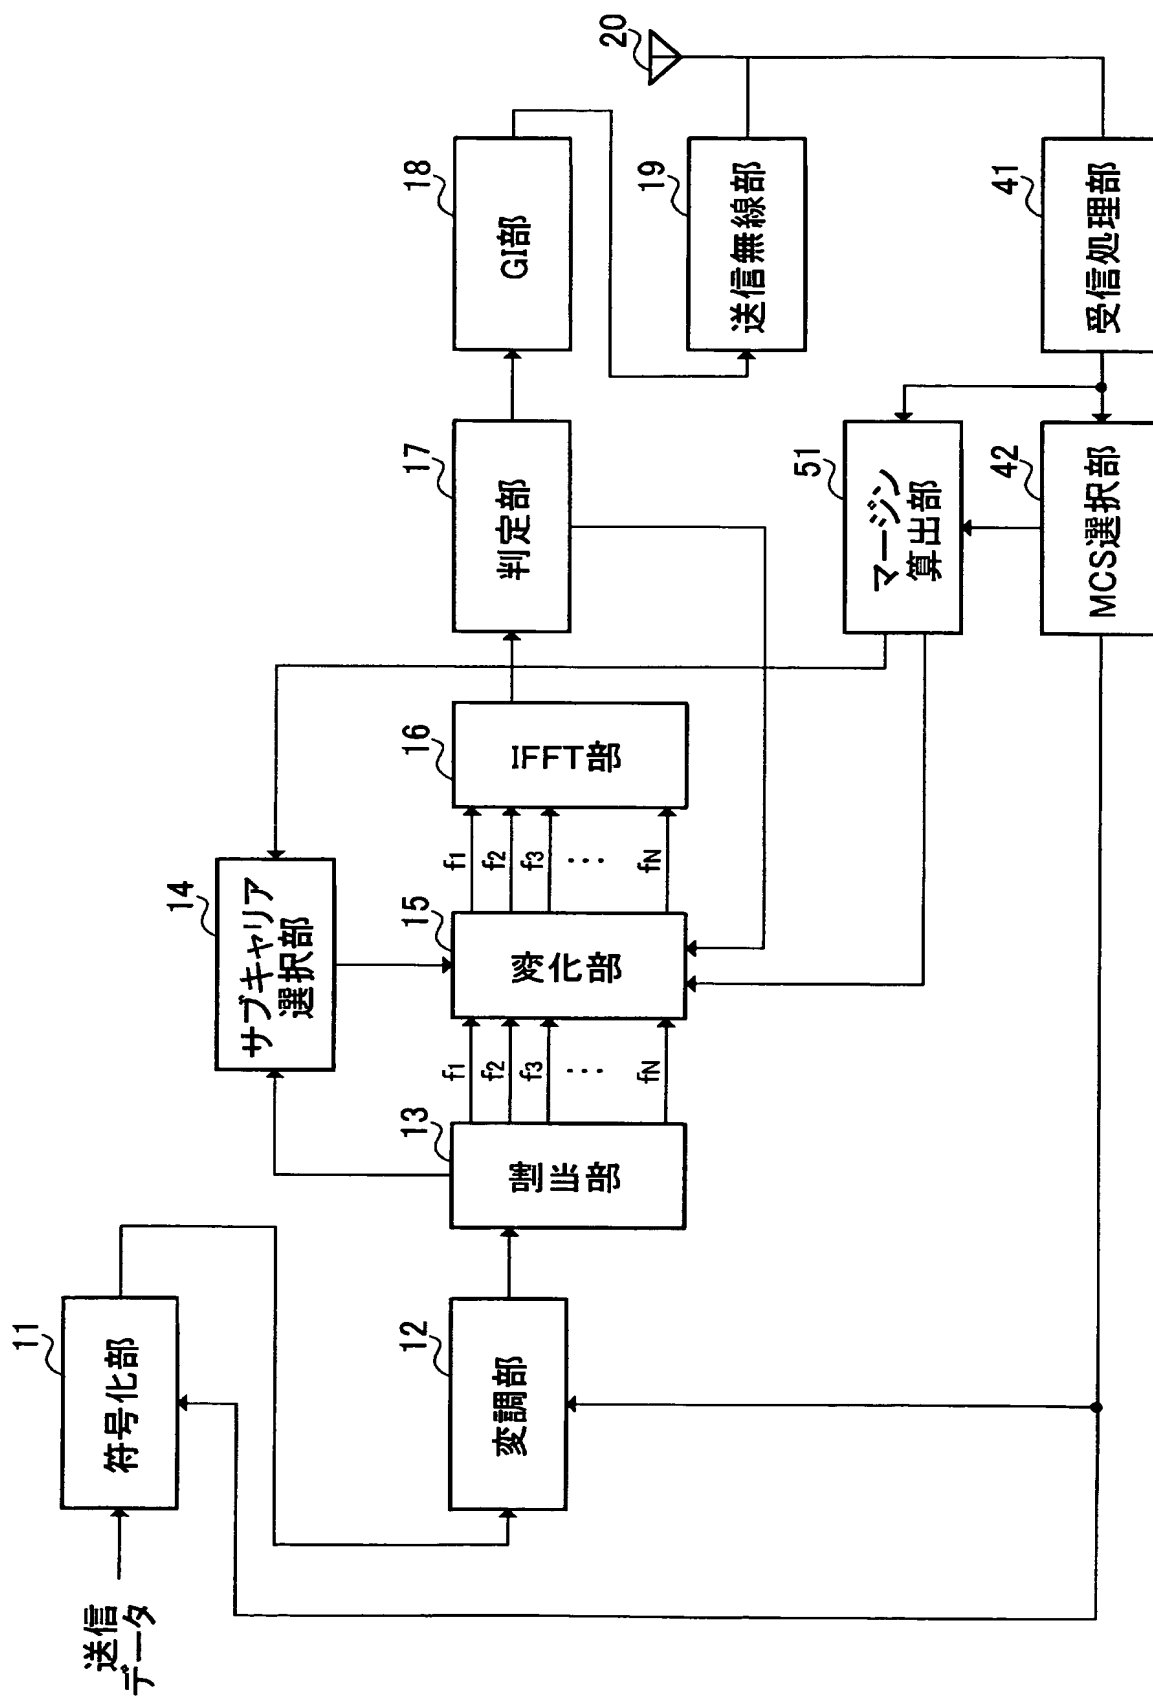 送信
データ
11
符号化部
12
変調部
13
割当部
f1
f2
f3
...
fN
14
サブキャリア
選択部
15
変化部
f1
f2
f3
...
fN
16
IFFT部
17
判定部
18
GI部
19
送信無線部
20
51
マージン
算出部
42
MCS選択部
41
受信処理部